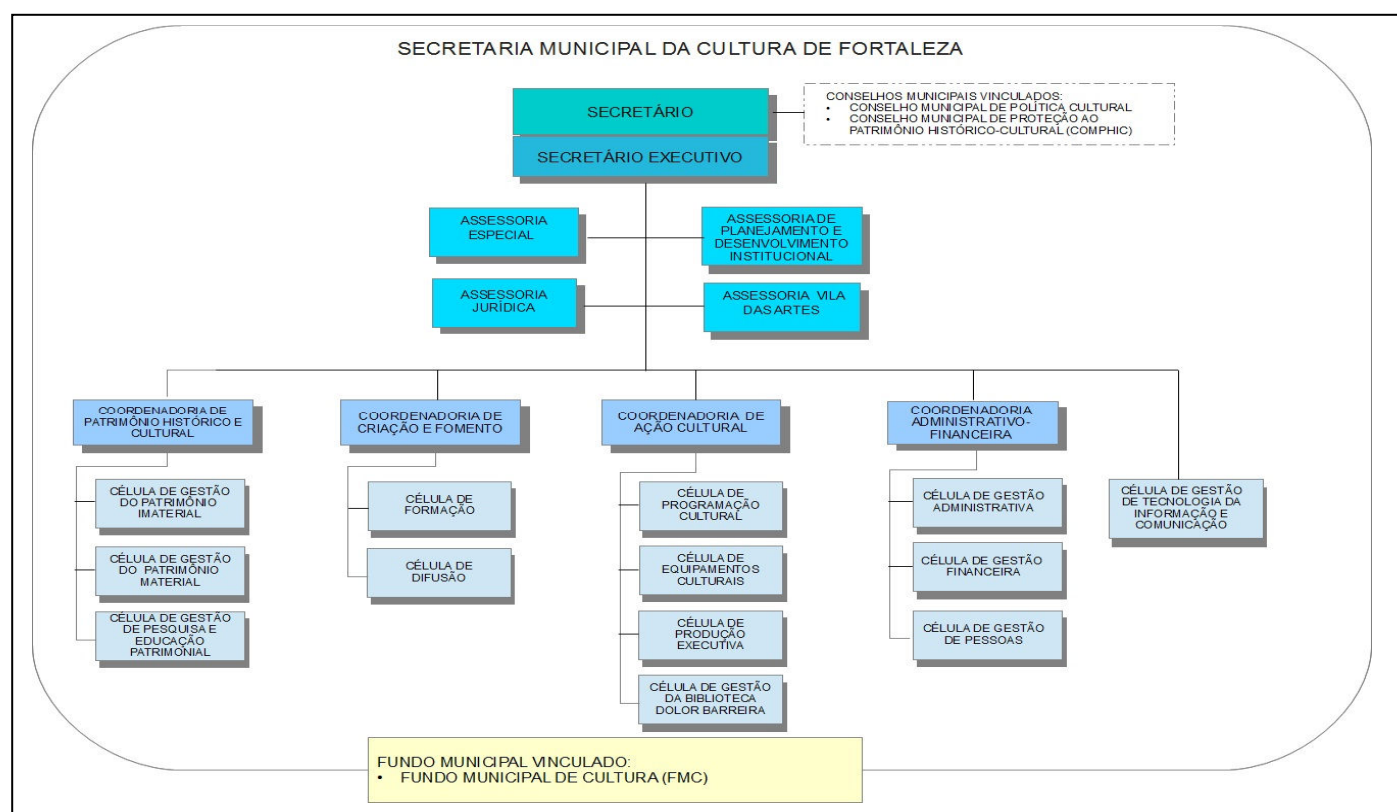 SECRETARIA MUNICIPAL DA CULTURA DE FORTALEZA
SECRETÁRIO
SECRETÁRIO EXECUTIVO
CONSELHOS MUNICIPAIS VINCULADOS:
• CONSELHO MUNICIPAL DE POLÍTICA CULTURAL
• CONSELHO MUNICIPAL DE PROTEÇÃO AO
PATRIMÔNIO HISTÓRICO-CULTURAL (COMPHIC)
ASSESSORIA
ESPECIAL
ASSESSORIA DE
PLANEJAMENTO E
DESENVOLVIMENTO
INSTITUCIONAL
ASSESSORIA
JURÍDICA
ASSESSORIA VILA
DAS ARTES
COORDENADORIA DE
PATRIMÔNIO HISTÓRICO E
CULTURAL
CÉLULA DE GESTÃO
DO PATRIMÔNIO
IMATERIAL
CÉLULA DE GESTÃO
DO PATRIMÔNIO
MATERIAL
CÉLULA DE GESTÃO
DE PESQUISA E
EDUCAÇÃO
PATRIMONIAL
COORDENADORIA DE
CRIAÇÃO E FOMENTO
CÉLULA DE
FORMAÇÃO
CÉLULA DE
DIFUSÃO
COORDENADORIA DE
AÇÃO CULTURAL
CÉLULA DE
PROGRAMAÇÃO
CULTURAL
CÉLULA DE
EQUIPAMENTOS
CULTURAIS
CÉLULA DE
PRODUÇÃO
EXECUTIVA
CÉLULA DE GESTÃO
DA BIBLIOTECA
DOLOR BARREIRA
COORDENADORIA
ADMINISTRATIVO-
FINANCEIRA
CÉLULA DE GESTÃO
ADMINISTRATIVA
CÉLULA DE GESTÃO
FINANCEIRA
CÉLULA DE GESTÃO
DE PESSOAS
CÉLULA DE GESTÃO
DE TECNOLOGIA DA
INFORMAÇÃO E
COMUNICAÇÃO
FUNDO MUNICIPAL VINCULADO:
• FUNDO MUNICIPAL DE CULTURA (FMC)